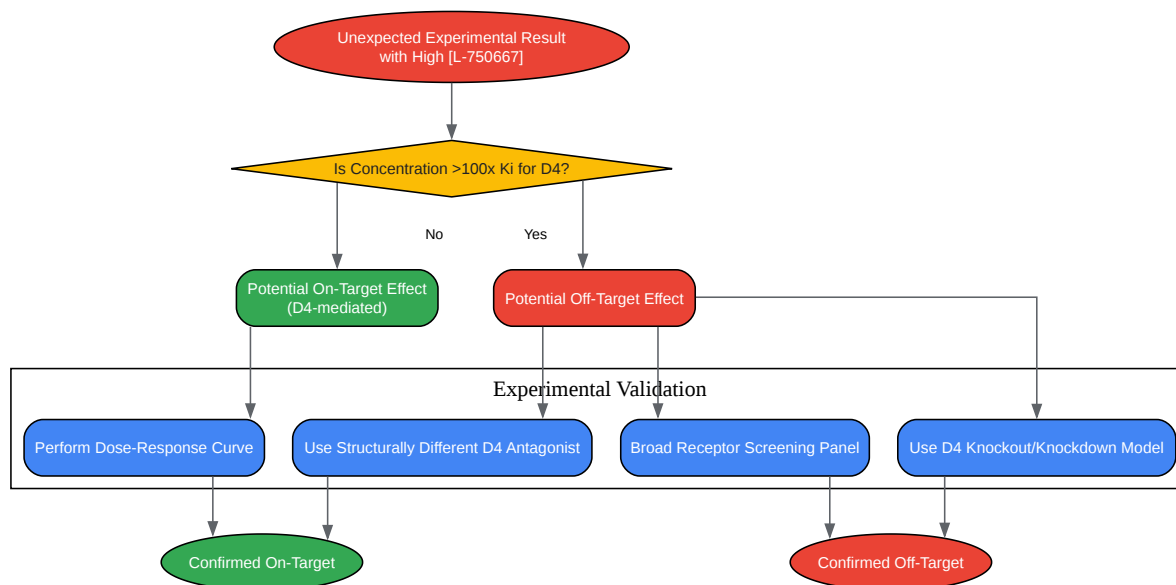 Unexpected Experimental Result
with High [L-750667]
Is Concentration >100x Ki for D4?
No
Yes
Potential On-Target Effect
(D4-mediated)
Potential Off-Target Effect
Experimental Validation
Perform Dose-Response Curve
Use Structurally Different D4 Antagonist
Broad Receptor Screening Panel
Use D4 Knockout/Knockdown Model
Confirmed On-Target
Confirmed Off-Target